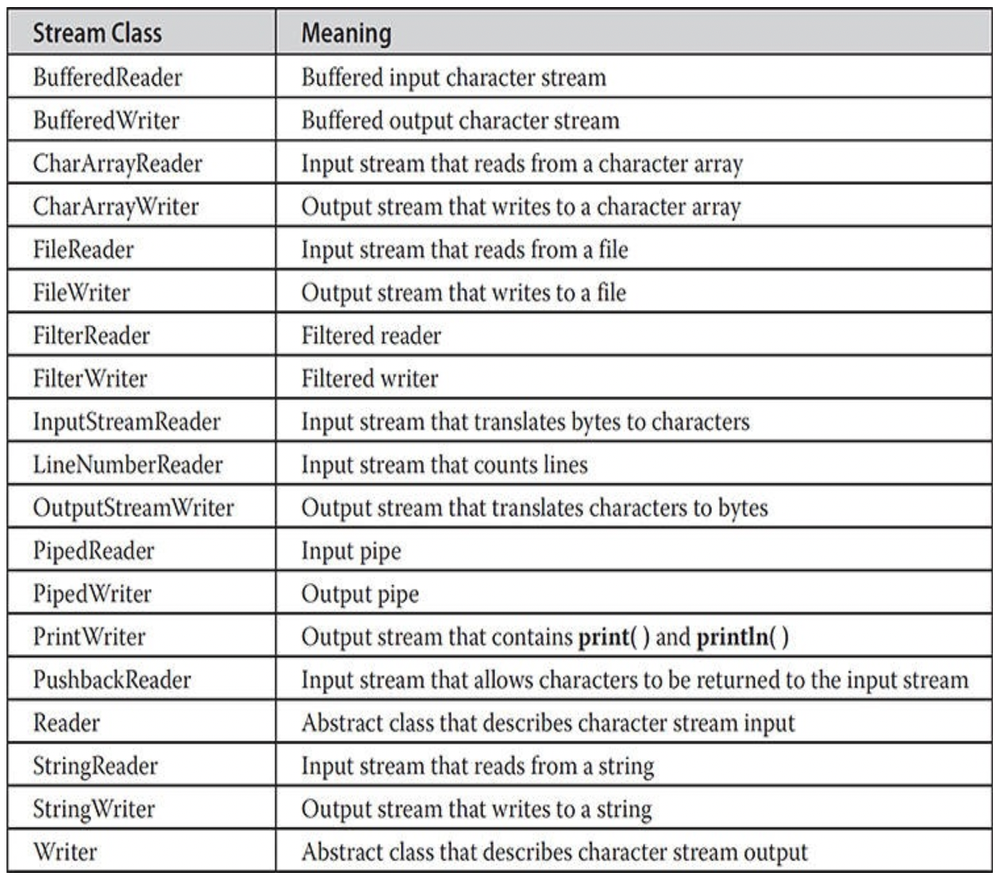 Stream Class Meaning
BufferedReader Buffered input character stream
BufferedWriter Buffered output character stream
CharArrayReader Input stream that reads from a character array
CharArrayWriter Output stream that writes to a character array
FileReader Input stream that reads from a file
FileWriter Output stream that writes to a file
FilterReader Filtered reader
FilterWriter Filtered writer
InputStreamReader Input stream that translates bytes to characters
LineNumberReader Input stream that counts lines
OutputStreamWriter Output stream that translates characters to bytes
PipedReader Input pipe
PipedWriter Output pipe
PrintWriter Output stream that contains print( ) and println( )
PushbackReader Input stream that allows characters to be returned to the input stream
Reader Abstract class that describes character stream input
StringReader Input stream that reads from a string
StringWriter Output stream that writes to a string
Writer Abstract class that describes character stream output